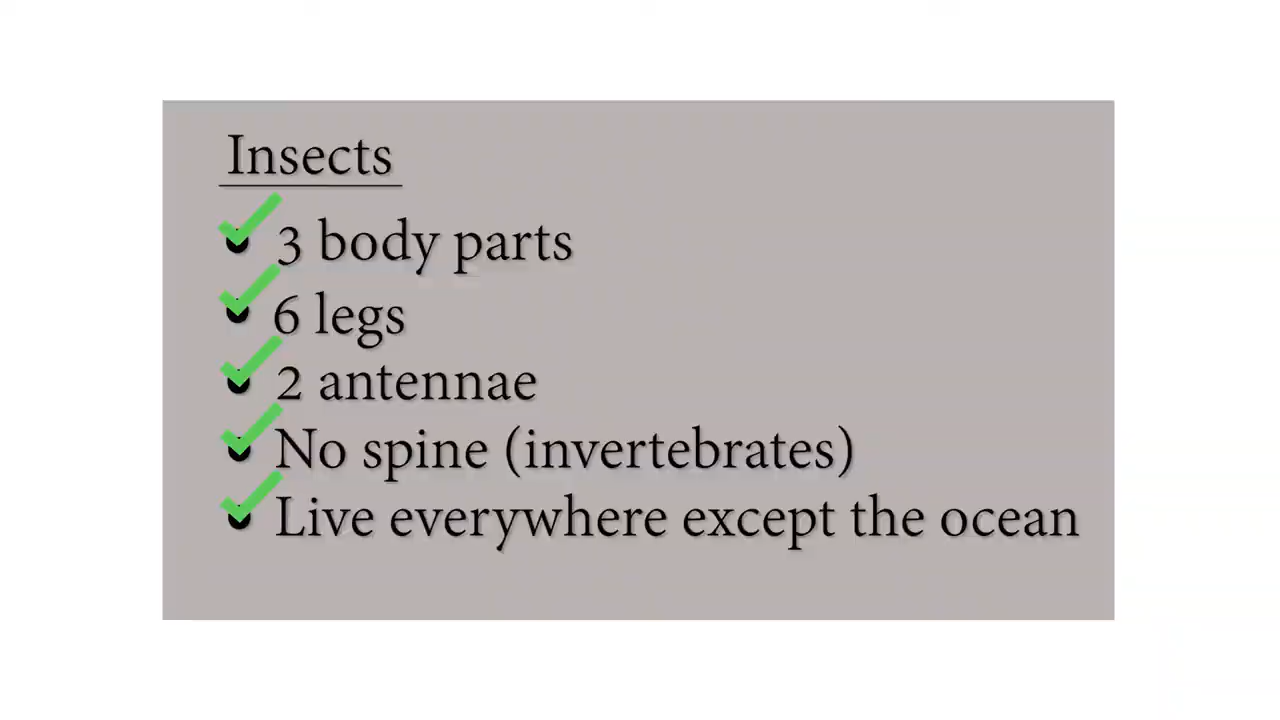 Insects
3 body parts
6 legs
2 antennae
No spine (invertebrates)
Live everywhere except the ocean